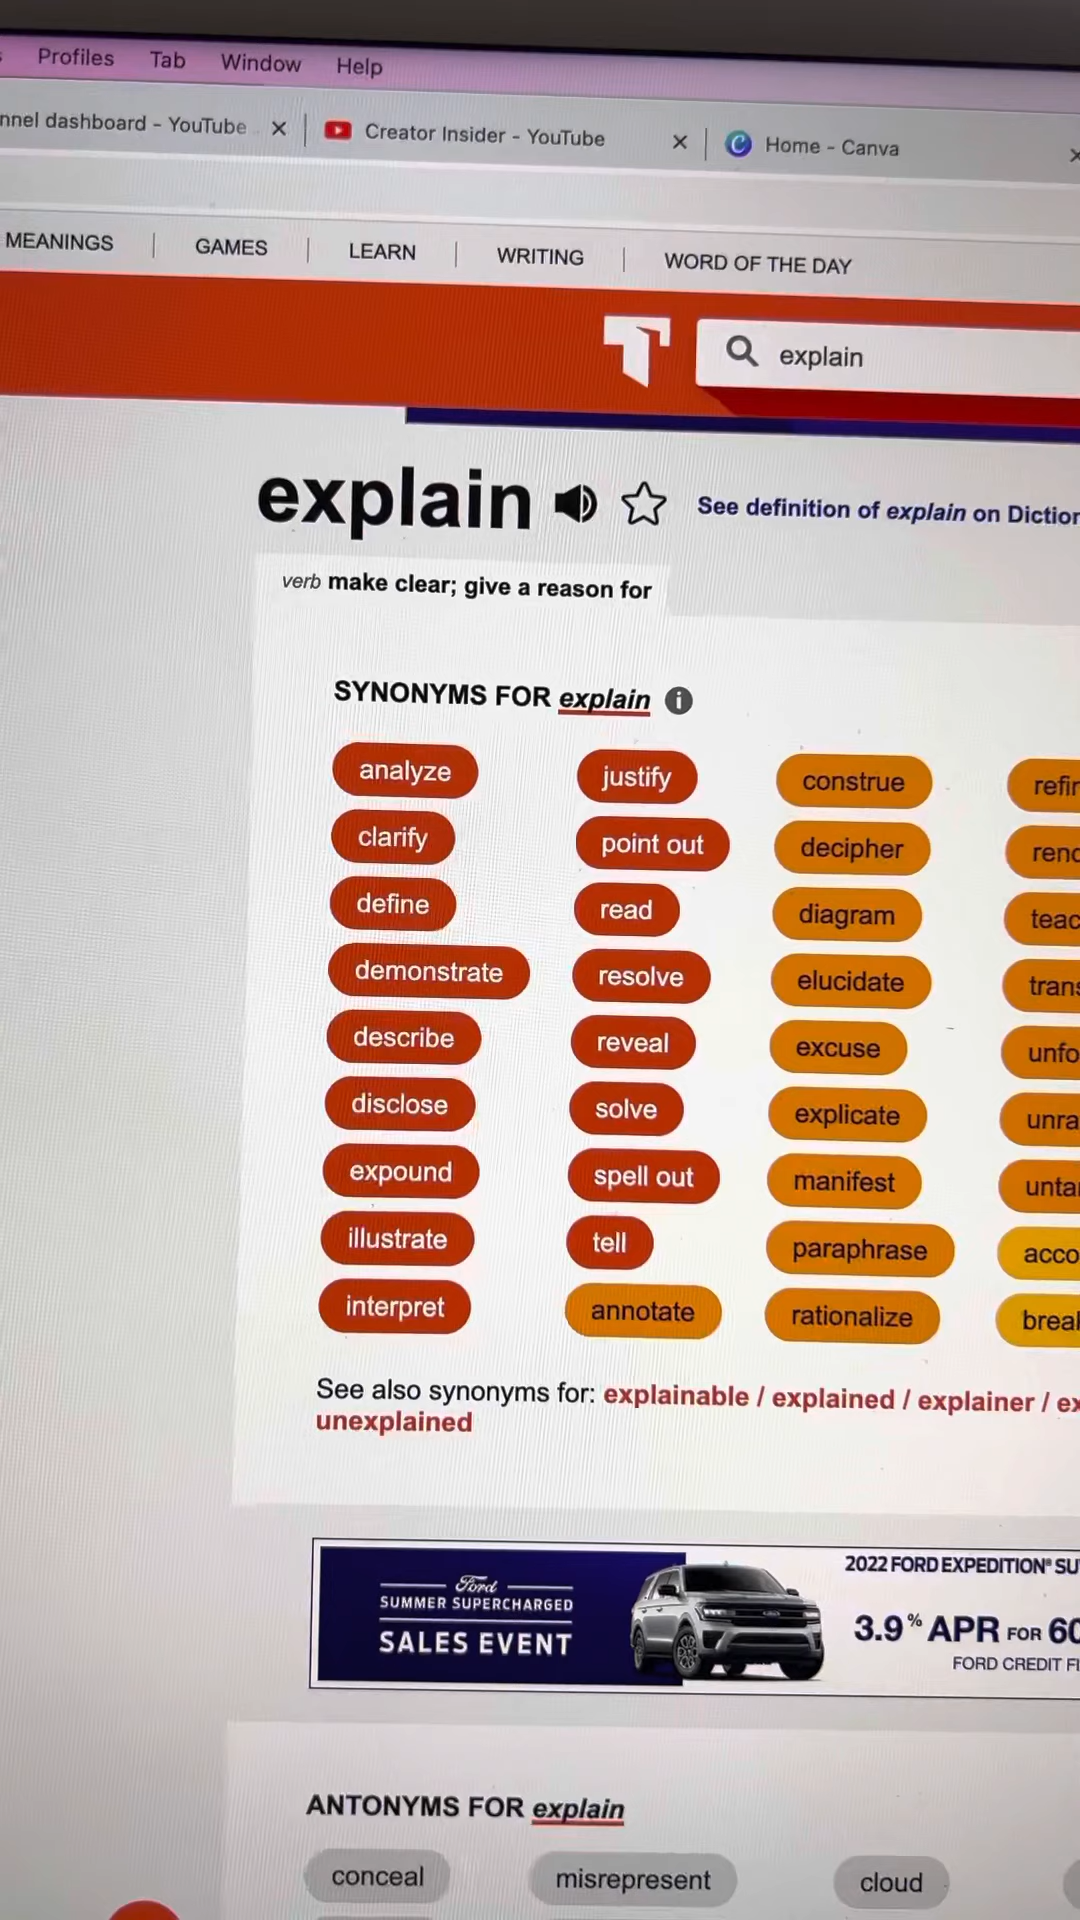 Profiles Tab Window Help
dashboard - YouTube Creator Insider - YouTube Home - Canva
MEANINGS GAMES LEARN WRITING WORD OF THE DAY
explain
explain See definition of explain on
verb make clear; give a reason for
SYNONYMS FOR explain
analyze justify construe
clarify point out decipher
define read diagram
demonstrate resolve elucidate
describe reveal excuse
disclose solve explicate
expound spell out manifest
illustrate tell paraphrase
interpret annotate rationalize
See also synonyms for: explainable / explained / explainer /
unexplained
Ford
SUMMER SUPERCHARGED
SALES EVENT
2022 FORD EXPEDITION®
3.9% APR FOR 60
FORD CREDIT
ANTONYMS FOR explain
conceal misrepresent cloud